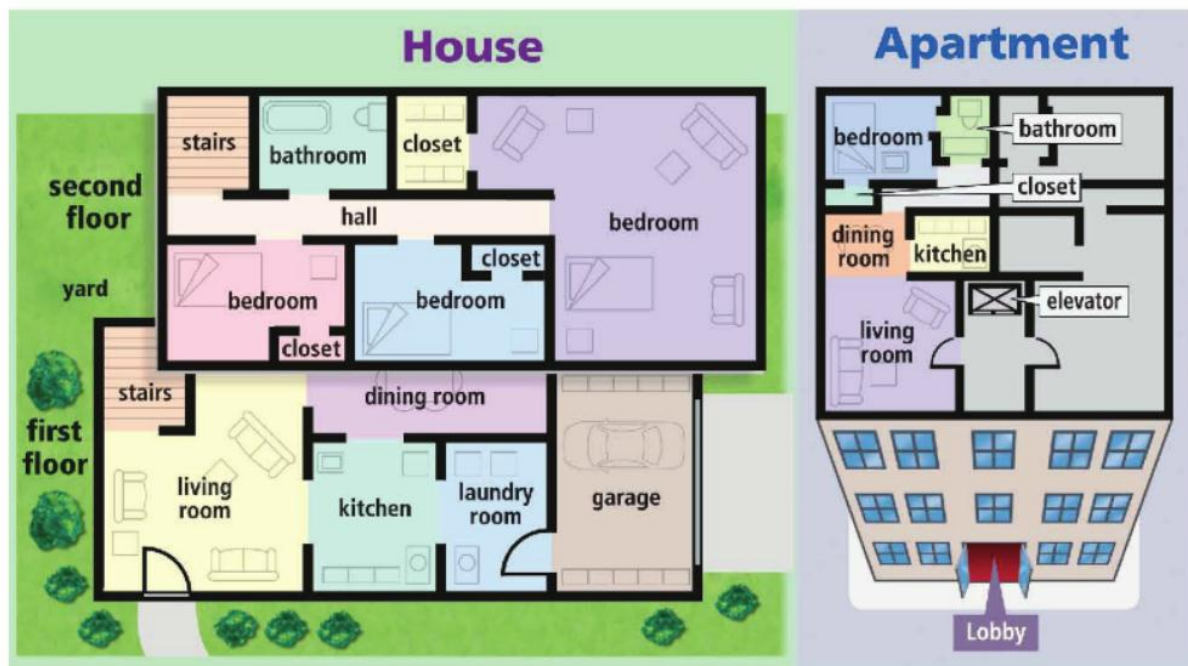 House
stairs
bathroom
closet
second
floor
hall
bedroom
bedroom
bedroom
closet
closet
yard
stairs
dining room
first
floor
living
room
kitchen
laundry
room
garage
Apartment
bedroom
bathroom
closet
dining
room
kitchen
elevator
living
room
Lobby